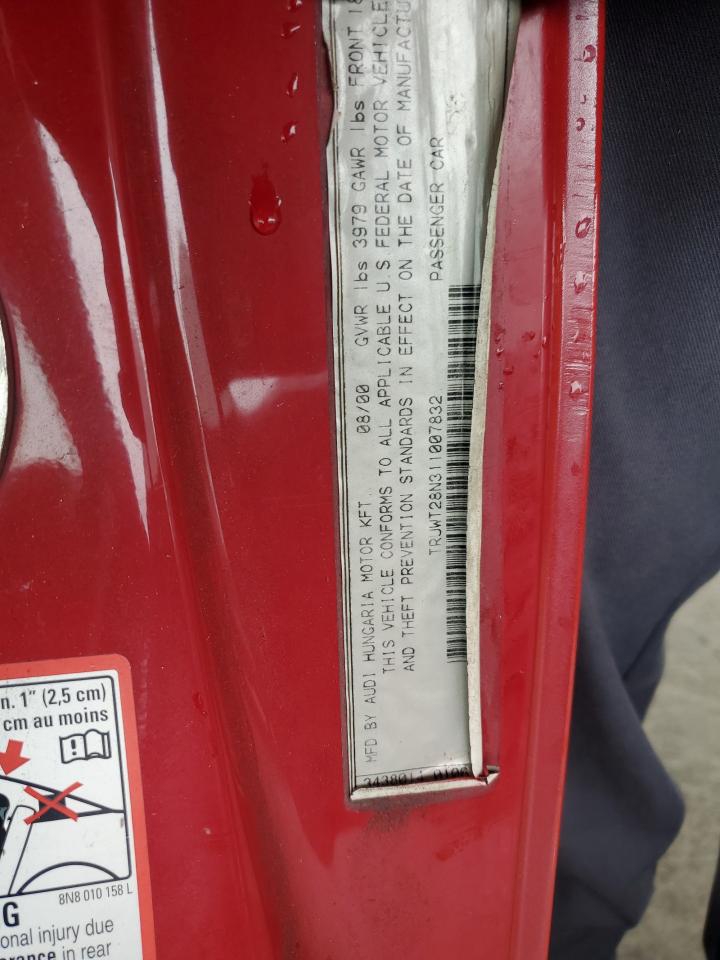 MFD BY AUDI HUNGARIA MOTOR KFT. 08/00 GVWR lbs 3979 GAWR lbs FRONT
THIS VEHICLE CONFORMS TO ALL APPLICABLE U.S FEDERAL MOTOR VEHICLE
AND THEFT PREVENTION STANDARDS IN EFFECT ON THE DATE OF MANUFACTU
TRUWT28N311007832 PASSENGER CAR
n. 1" (2,5 cm)
cm au moins
8N8 010 158 L
G
onal injury due
in rear